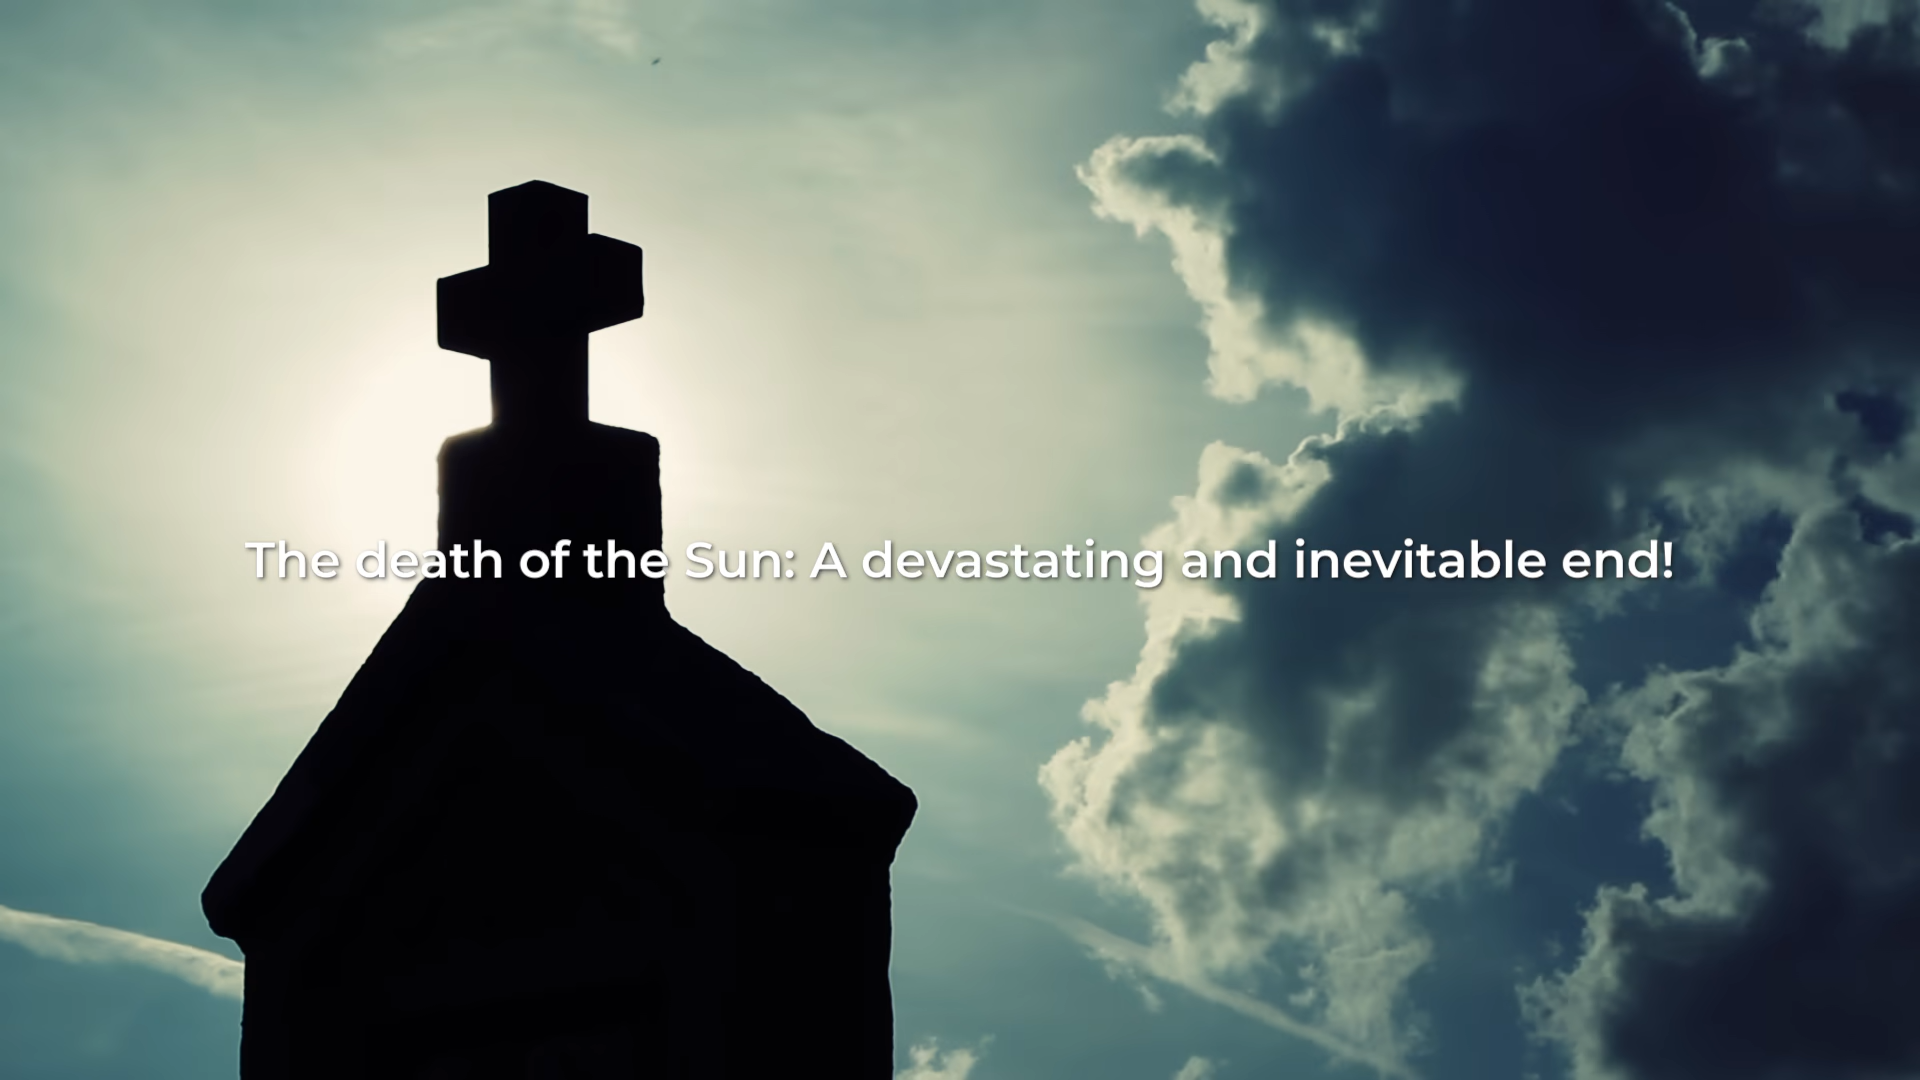 The death of the Sun: A devastating and inevitable end!